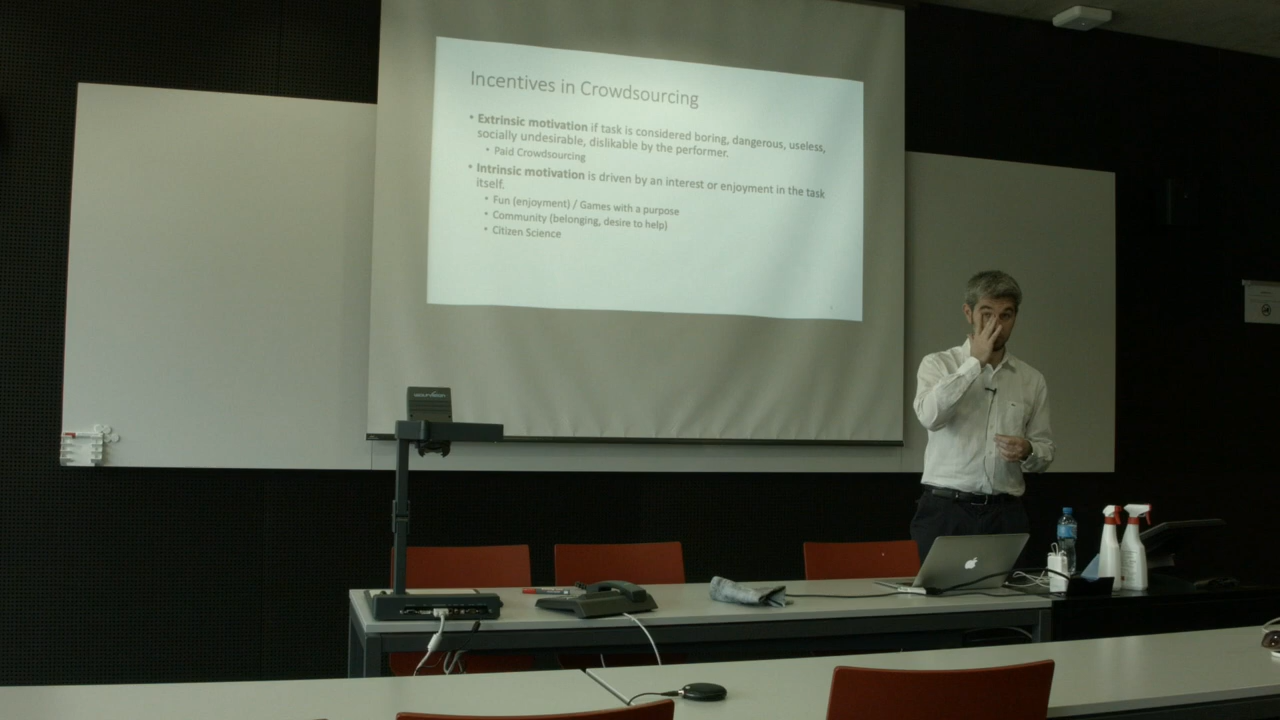 Incentives in Crowdsourcing
• Extrinsic motivation if task is considered boring, dangerous, useless,
socially undesirable, dislikable by the performer.
• Paid Crowdsourcing
• Intrinsic motivation is driven by an interest or enjoyment in the task
itself.
• Fun (enjoyment) / Games with a purpose
• Community (belonging, desire to help)
• Citizen Science